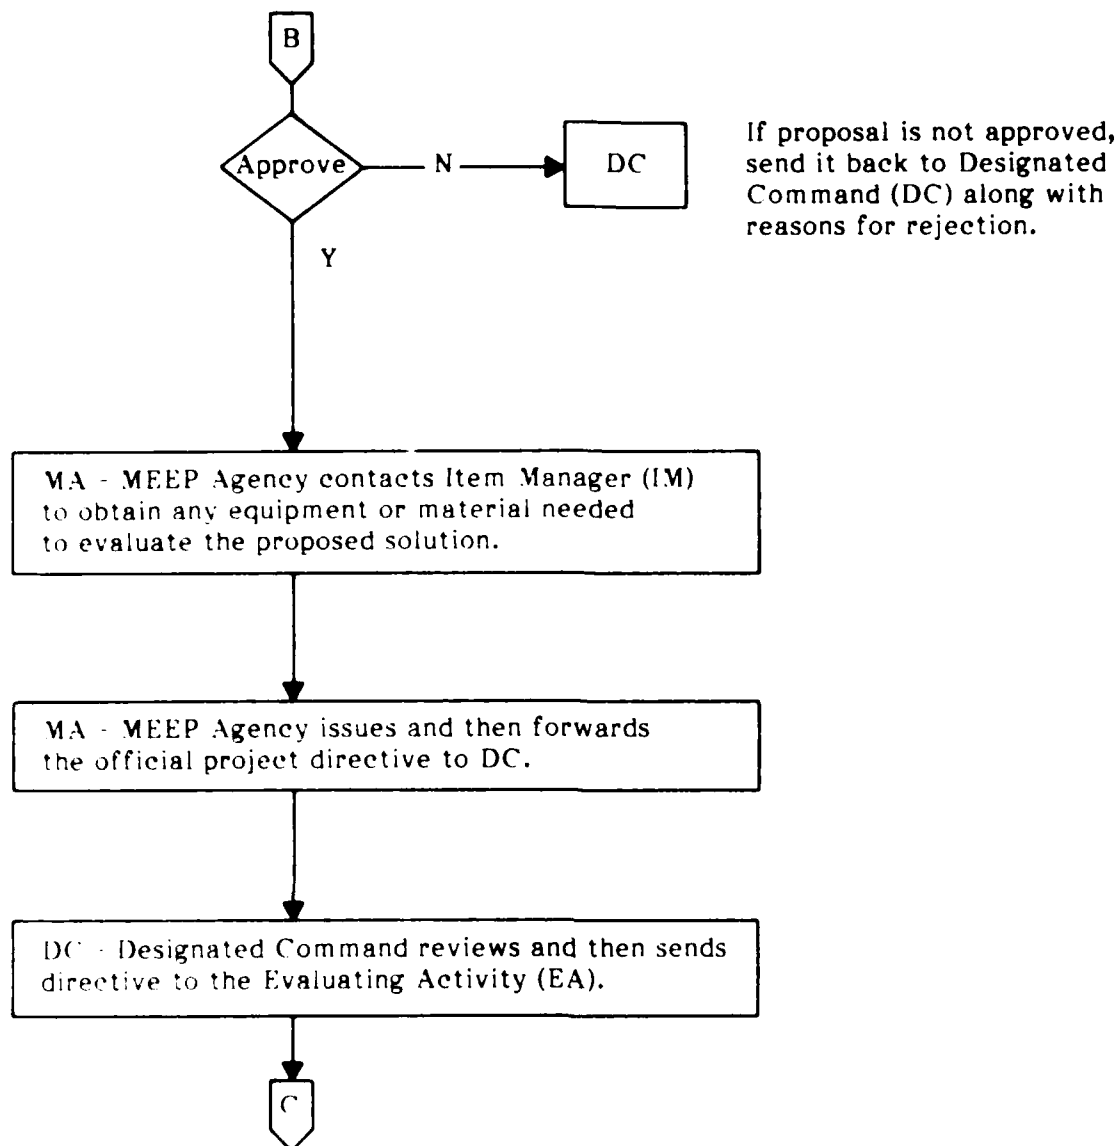 B
Approve
N
DC
If proposal is not approved,
send it back to Designated
Command (DC) along with
reasons for rejection.
Y
MA - MEEP Agency contacts Item Manager (IM)
to obtain any equipment or material needed
to evaluate the proposed solution.
MA - MEEP Agency issues and then forwards
the official project directive to DC.
DC - Designated Command reviews and then sends
directive to the Evaluating Activity (EA).
C